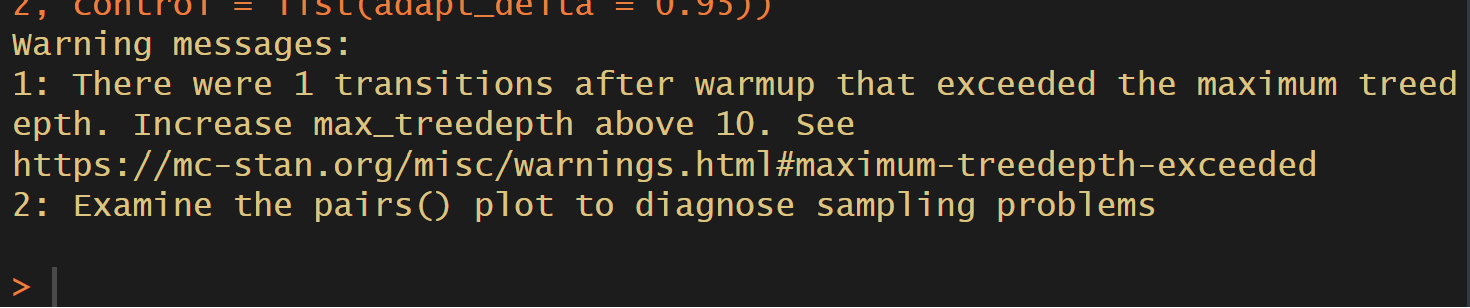 2, control = list(adapt_delta = 0.95))
Warning messages:
1: There were 1 transitions after warmup that exceeded the maximum treed
epth. Increase max_treedepth above 10. See
https://mc-stan.org/misc/warnings.html#maximum-treedepth-exceeded
2: Examine the pairs() plot to diagnose sampling problems
>